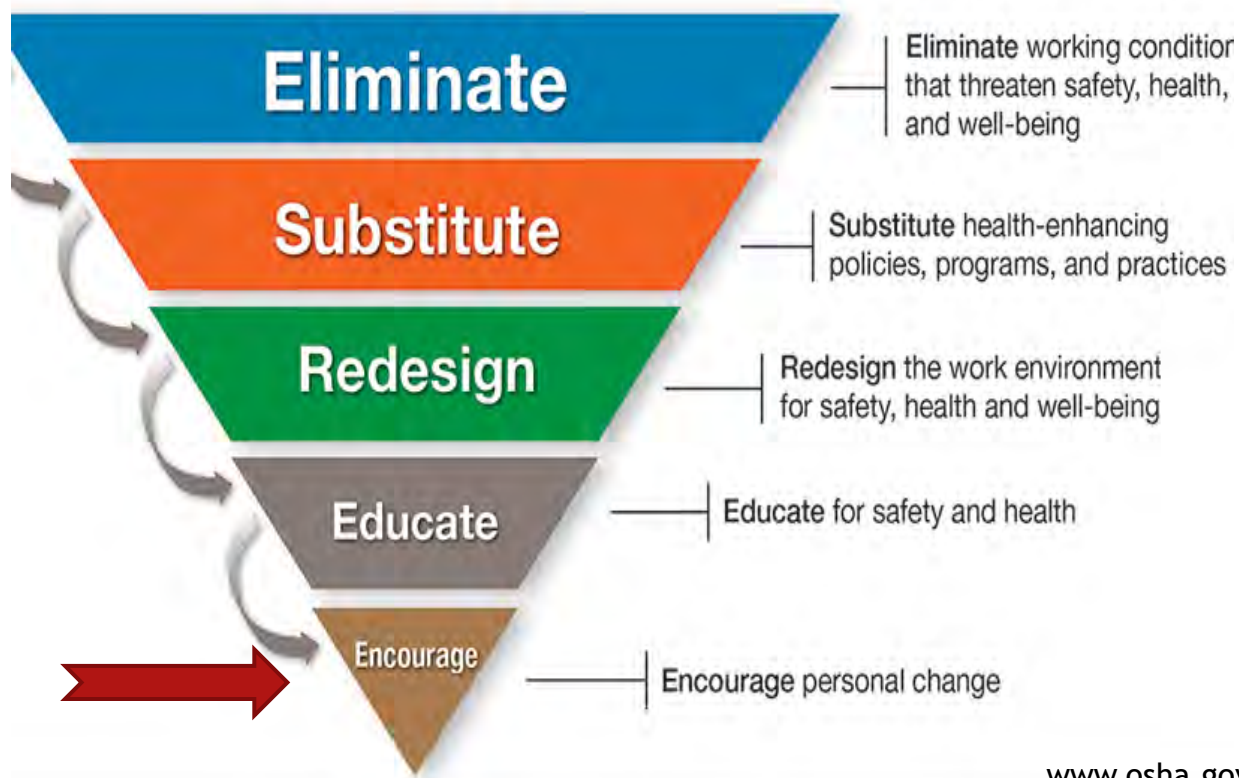 Eliminate
Eliminate working condition
that threaten safety, health,
and well-being
Substitute
Substitute health-enhancing
policies, programs, and practices
Redesign
Redesign the work environment
for safety, health and well-being
Educate
Educate for safety and health
Encourage
Encourage personal change
www.osha.gov